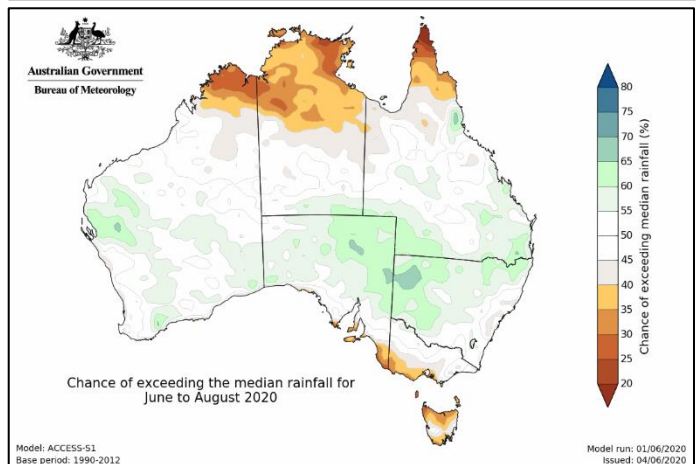 Australian Government
Bureau of Meteorology
80
75
70
65
60
55
50
45
40
35
30
25
20
Chance of exceeding median rainfall (%)
Chance of exceeding the median rainfall for
June to August 2020
Model: ACCESS-S1
Base period: 1990-2012
Model run: 01/06/2020
Issued: 04/06/2020